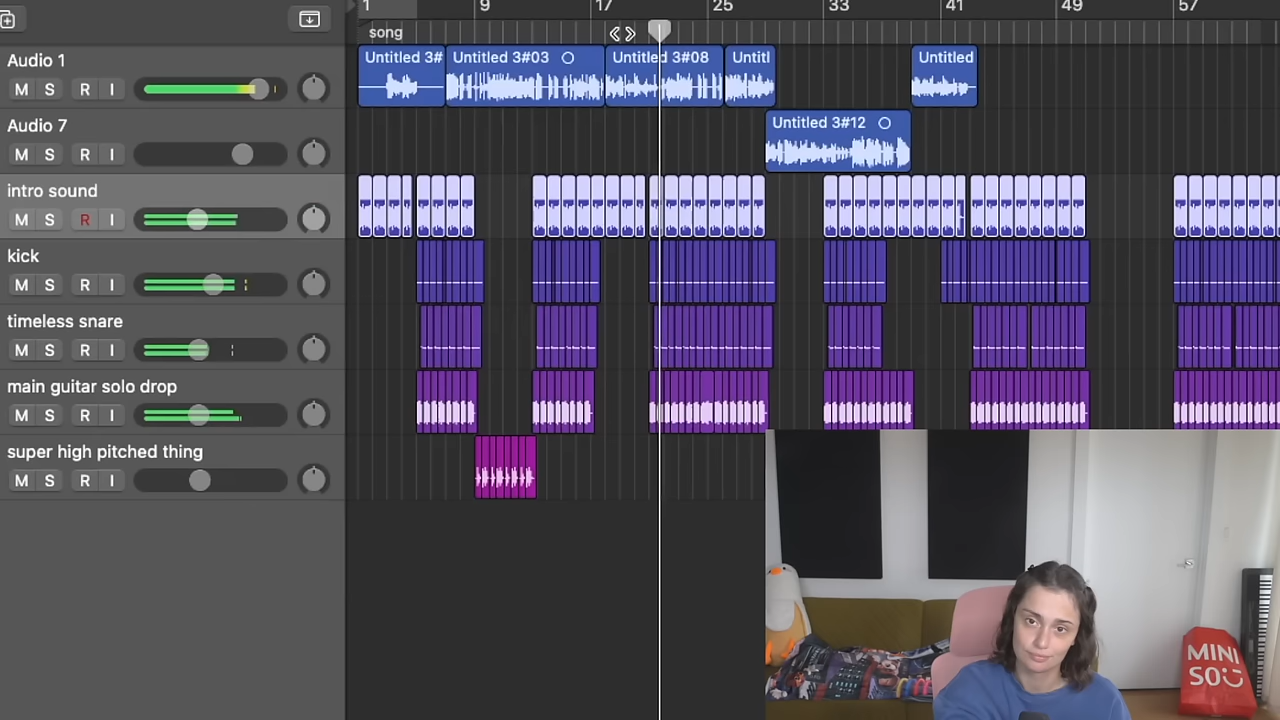 1 9 17 25 33 41 49 57
song
Audio 1
M S R I
Untitled 3#
Untitled 3#03
Untitled 3#08
Untitl
Untitled
Audio 7
M S R I
Untitled 3#12
intro sound
M S R I
kick
M S R I
timeless snare
M S R I
main guitar solo drop
M S R I
super high pitched thing
M S R I
MINI
SO